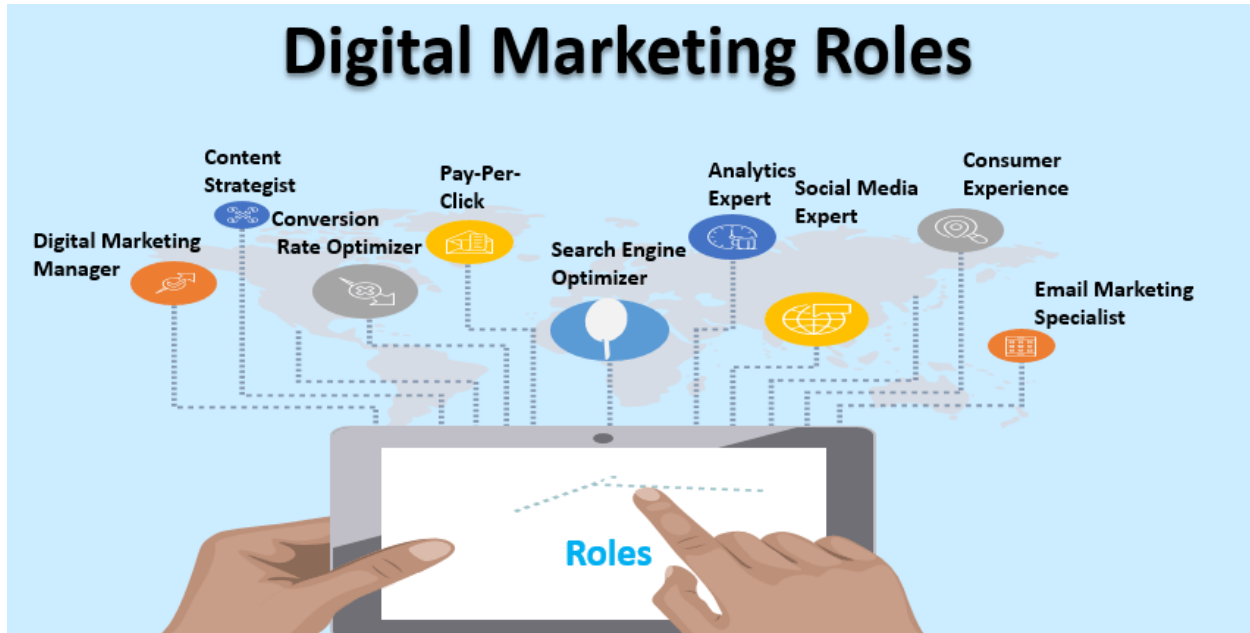 Digital Marketing Roles
Content
Strategist
Pay-Per-
Click
Analytics
Expert
Social Media
Expert
Consumer
Experience
Digital Marketing
Manager
Conversion
Rate Optimizer
Search Engine
Optimizer
Email Marketing
Specialist
Roles